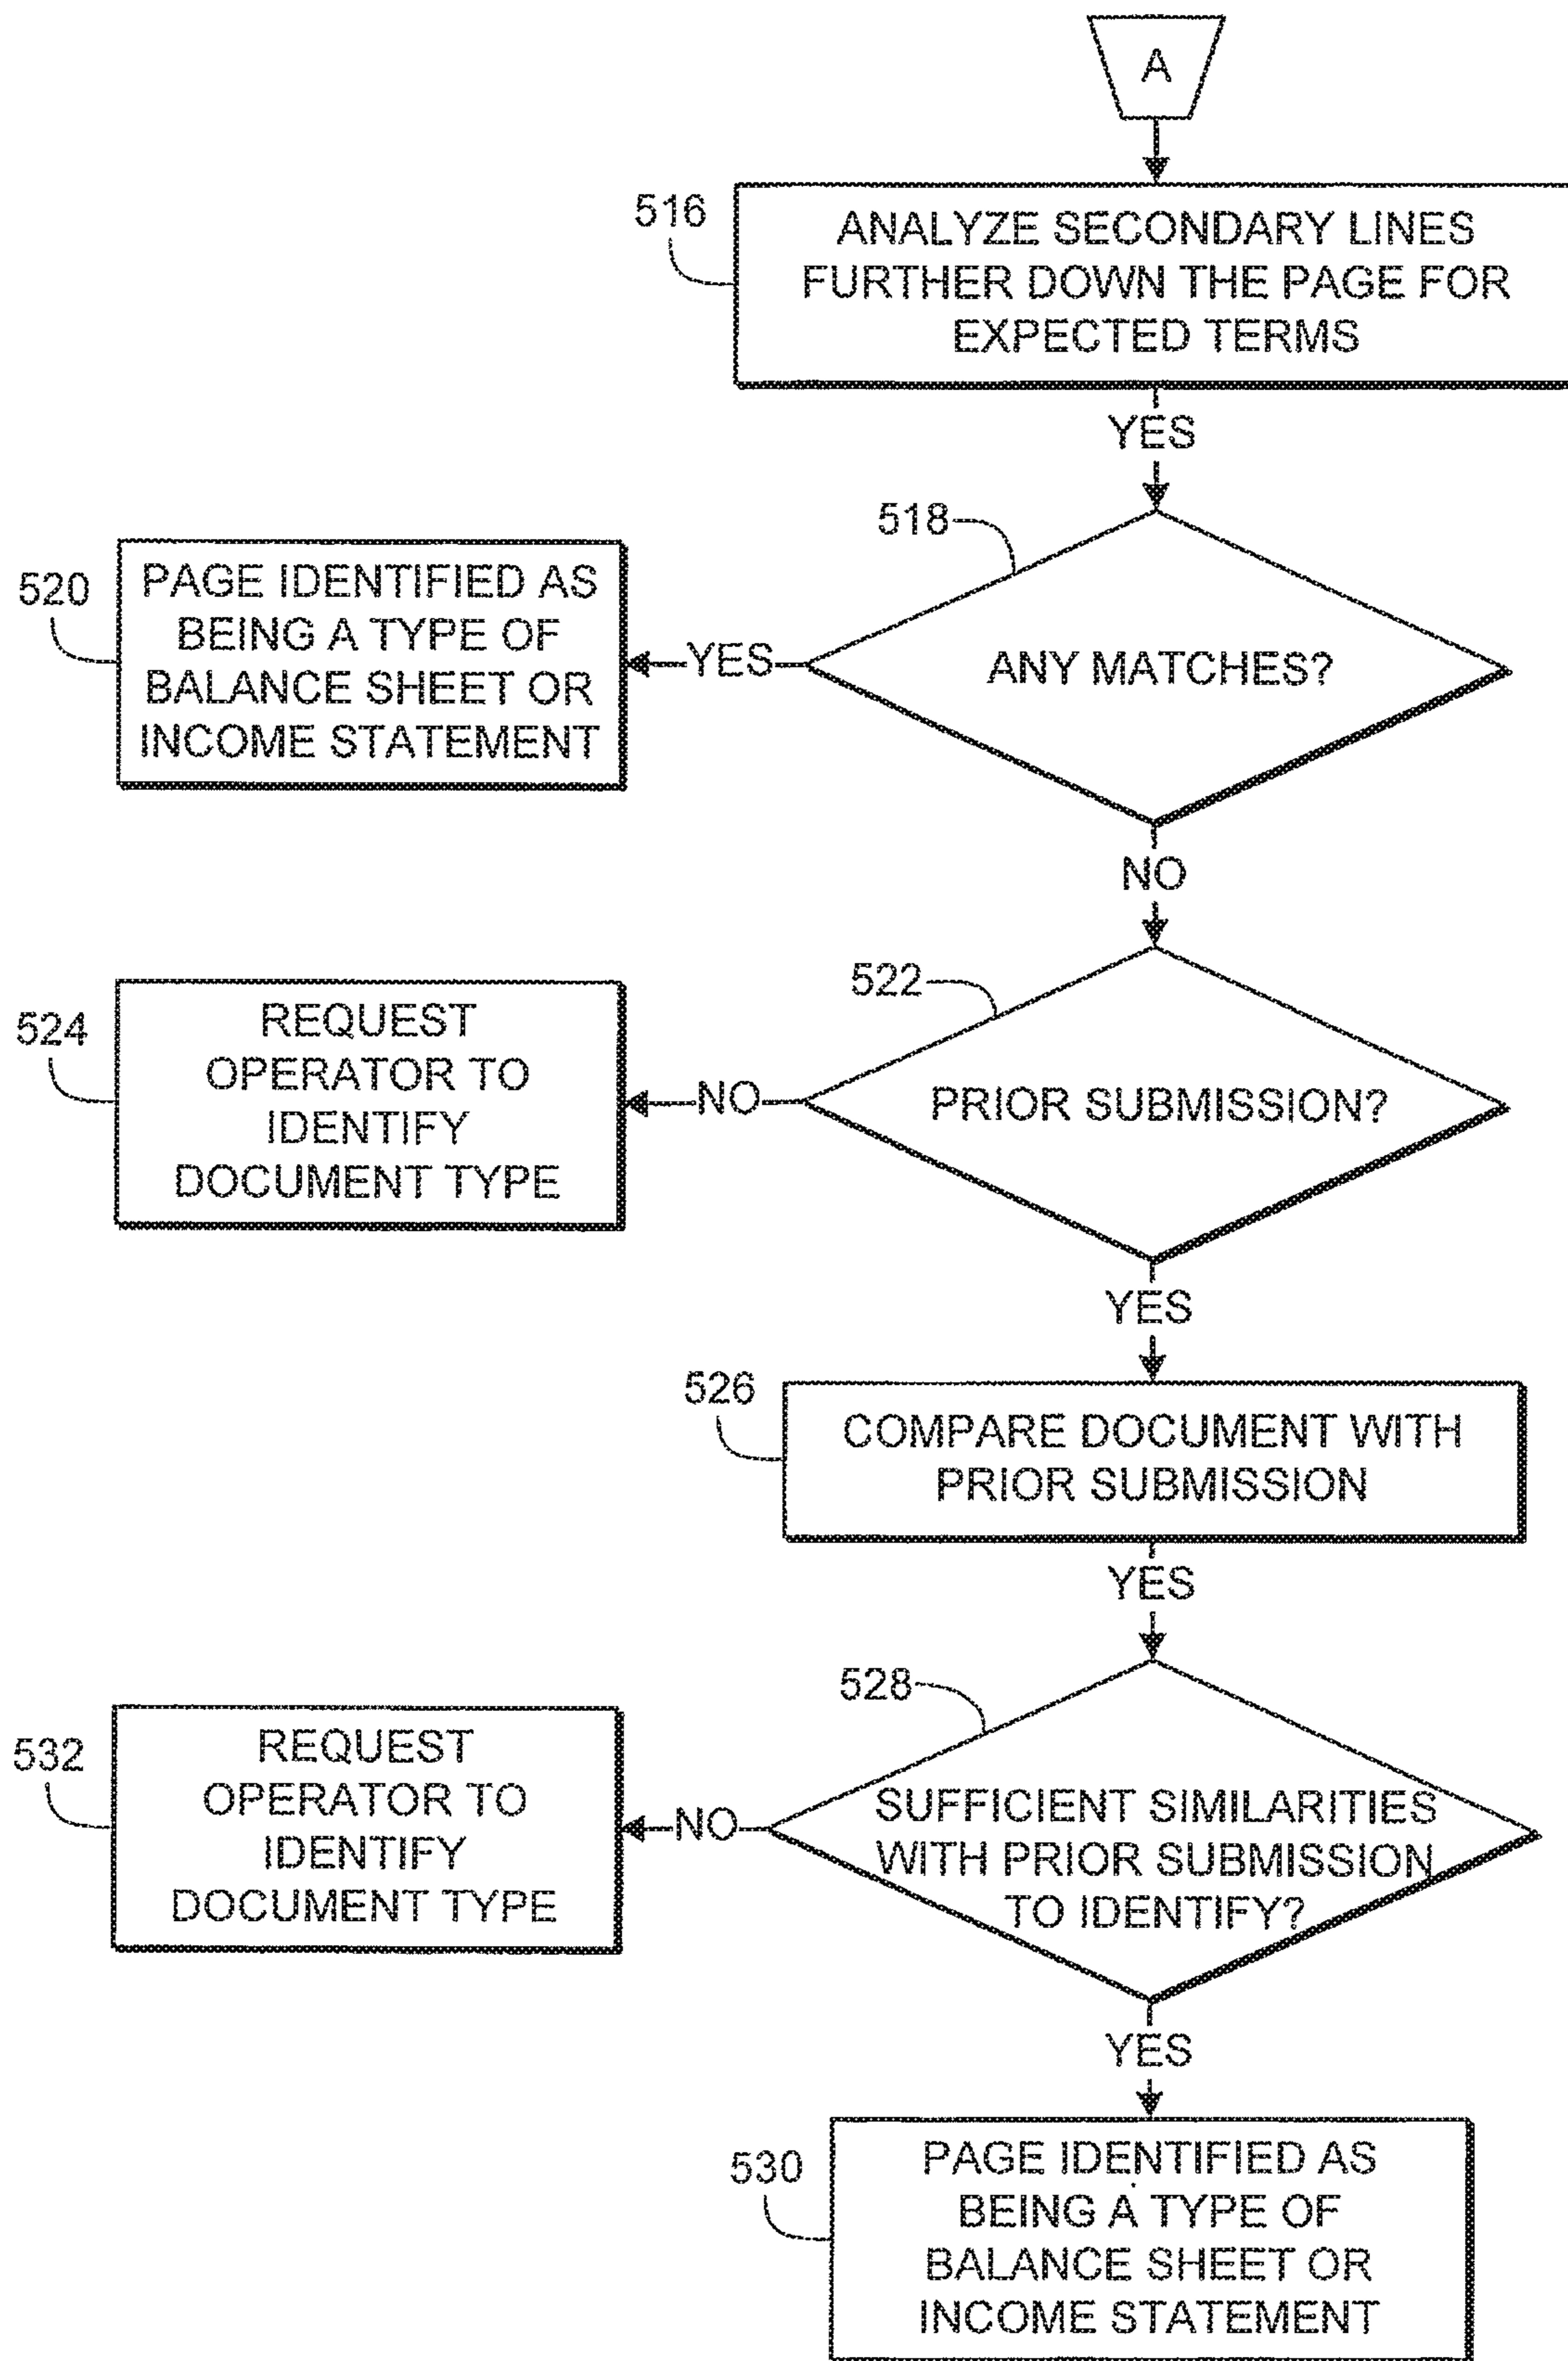 A
516
ANALYZE SECONDARY LINES
FURTHER DOWN THE PAGE FOR
EXPECTED TERMS
YES
518
ANY MATCHES?
YES
520
PAGE IDENTIFIED AS
BEING A TYPE OF
BALANCE SHEET OR
INCOME STATEMENT
NO
522
PRIOR SUBMISSION?
NO
524
REQUEST
OPERATOR TO
IDENTIFY
DOCUMENT TYPE
YES
526
COMPARE DOCUMENT WITH
PRIOR SUBMISSION
YES
528
SUFFICIENT SIMILARITIES
WITH PRIOR SUBMISSION
TO IDENTIFY?
NO
532
REQUEST
OPERATOR TO
IDENTIFY
DOCUMENT TYPE
YES
530
PAGE IDENTIFIED AS
BEING A TYPE OF
BALANCE SHEET OR
INCOME STATEMENT